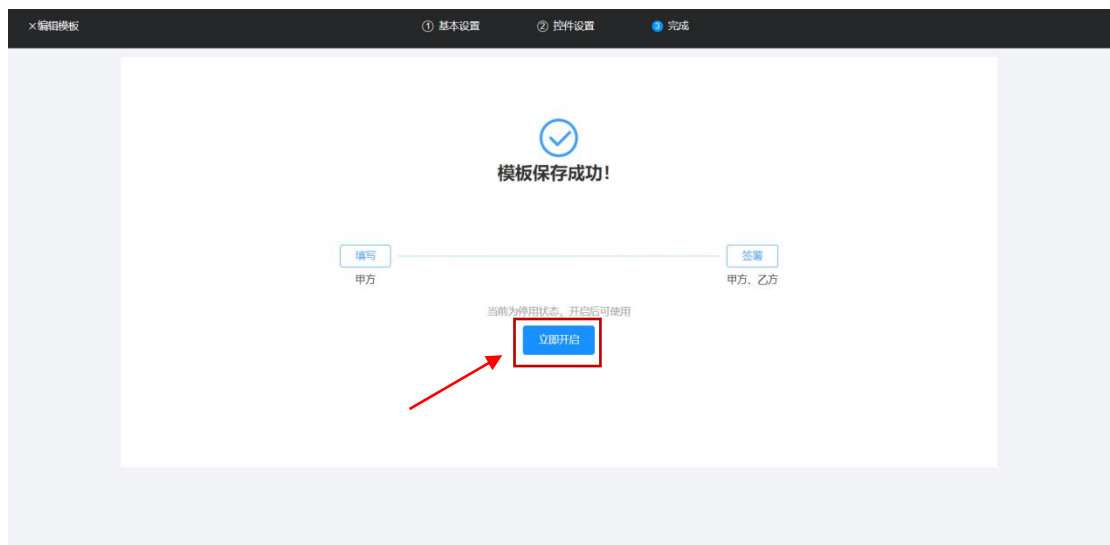 ×编辑模板
① 基本设置
② 控件设置
3 完成
模板保存成功!
填写
签署
甲方
甲方、乙方
当前为停用状态，开启后可使用
立即开启